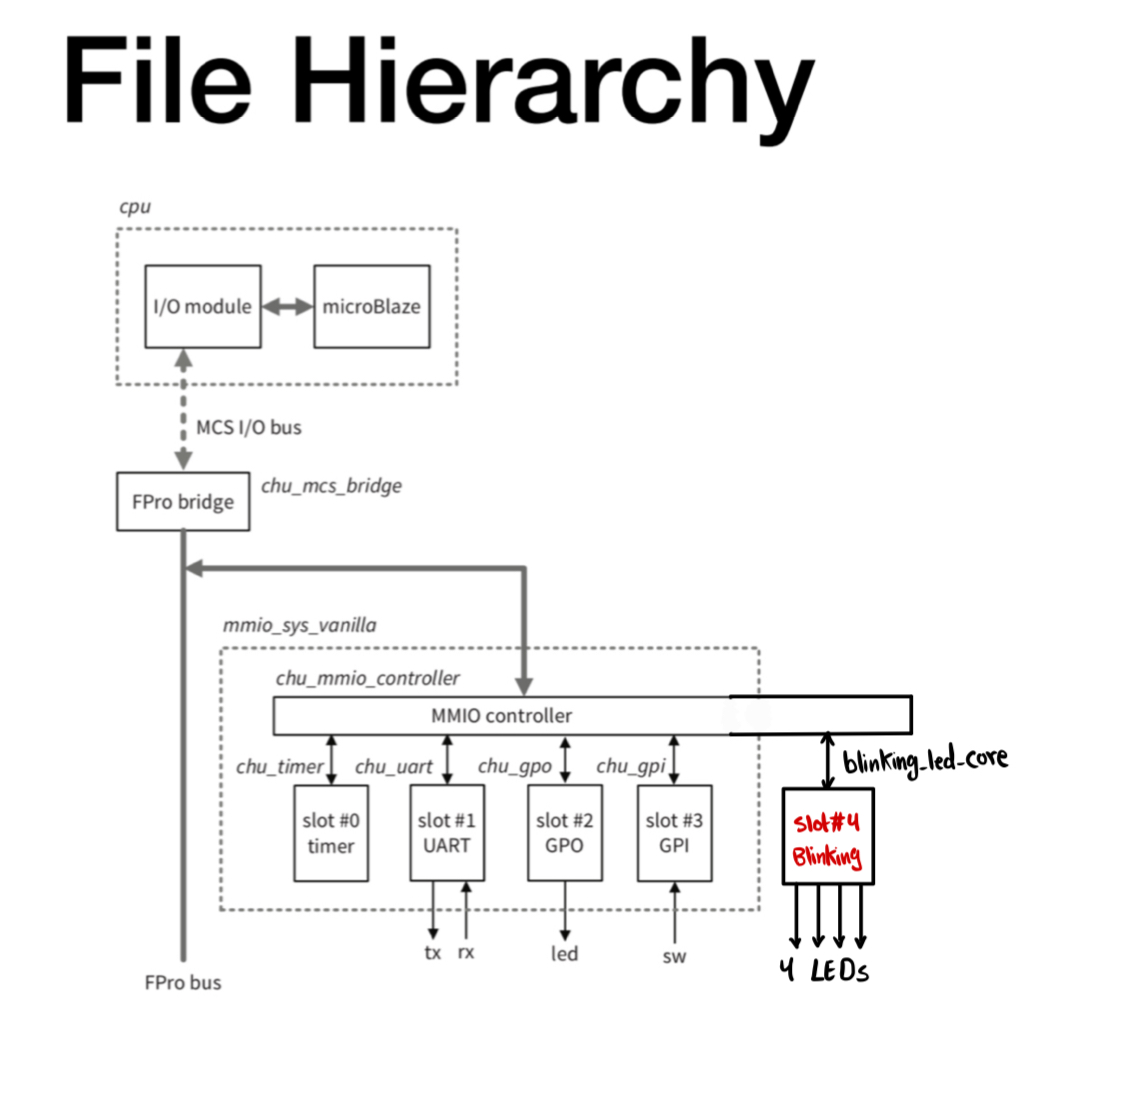 File Hierarchy
cpu
I/O module
microBlaze
MCS I/O bus
FPro bridge
chu_mcs_bridge
mmio_sys_vanilla
chu_mmio_controller
MMIO controller
chu_timer
chu_uart
chu_gpo
chu_gpi
blinking_led_core
slot #0
timer
slot #1
UART
slot #2
GPO
slot #3
GPI
Slot#4
Blinking
tx
rx
led
sw
4 LEDs
FPro bus